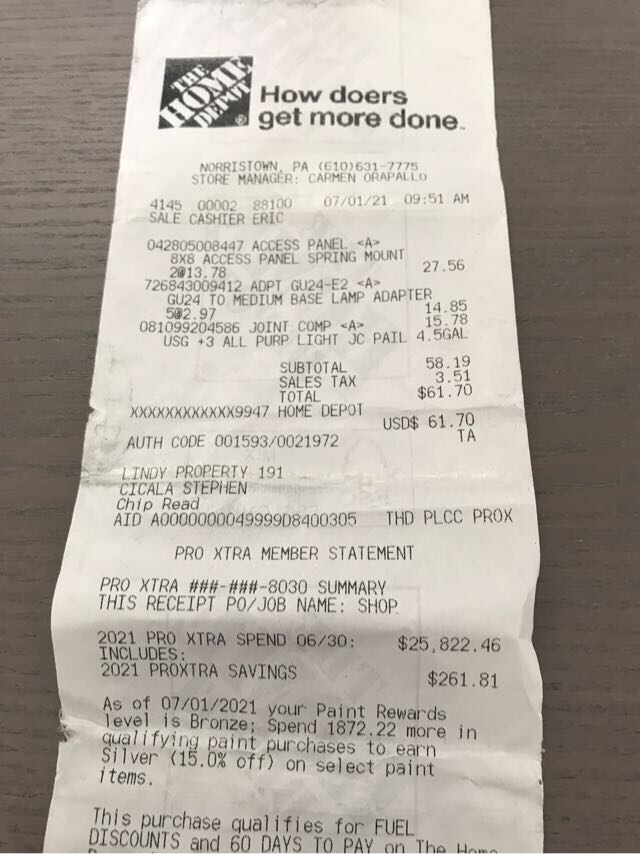 THE
HOME
DEPOT®
How doers
get more done.
NORRISTOWN, PA (610)631-7775
STORE MANAGER: CARMEN ORAPALLO
4145 00002 88100 07/01/21 09:51 AM
SALE CASHIER ERIC
042805008447 ACCESS PANEL <A>
8X8 ACCESS PANEL SPRING MOUNT
2@13.78 27.56
726843009412 ADPT GU24-E2 <A>
GU24 TO MEDIUM BASE LAMP ADAPTER
5@2.97 14.85
081099204586 JOINT COMP <A> 15.78
USG +3 ALL PURP LIGHT JC PAIL 4.5GAL
SUBTOTAL 58.19
SALES TAX 3.51
TOTAL $61.70
XXXXXXXXXXXX9947 HOME DEPOT
USD$ 61.70
AUTH CODE 001593/0021972 TA
LINDY PROPERTY 191
CICALA STEPHEN
Chip Read
AID A0000000049999D8400305 THD PLCC PROX
PRO XTRA MEMBER STATEMENT
PRO XTRA ###-###-8030 SUMMARY
THIS RECEIPT PO/JOB NAME: SHOP
2021 PRO XTRA SPEND 06/30: $25,822.46
INCLUDES:
2021 PROXTRA SAVINGS $261.81
As of 07/01/2021 your Paint Rewards
level is Bronze; Spend 1872.22 more in
qualifying paint purchases to earn
Silver (15.0% off) on select paint
items.
This purchase qualifies for FUEL
DISCOUNTS and 60 DAYS TO PAY on The Home